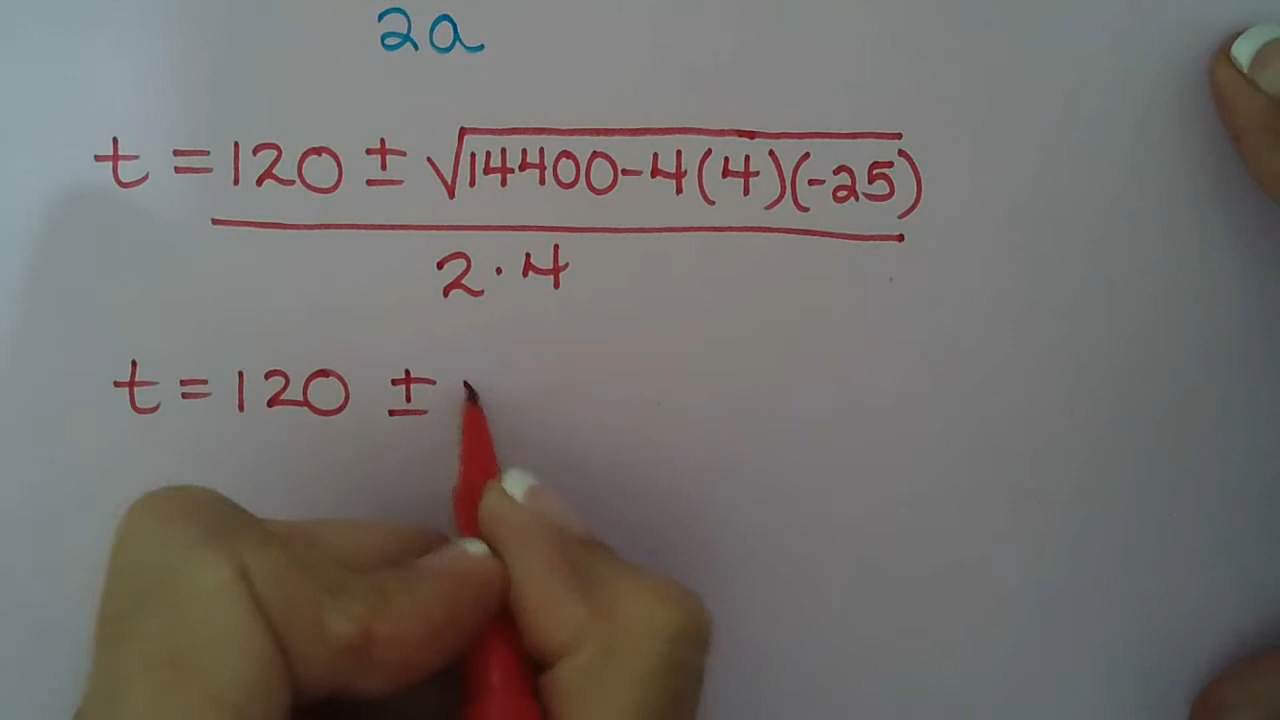 2a
t = 120 ± √14400-4(4)(-25)
2·4
t = 120 ±